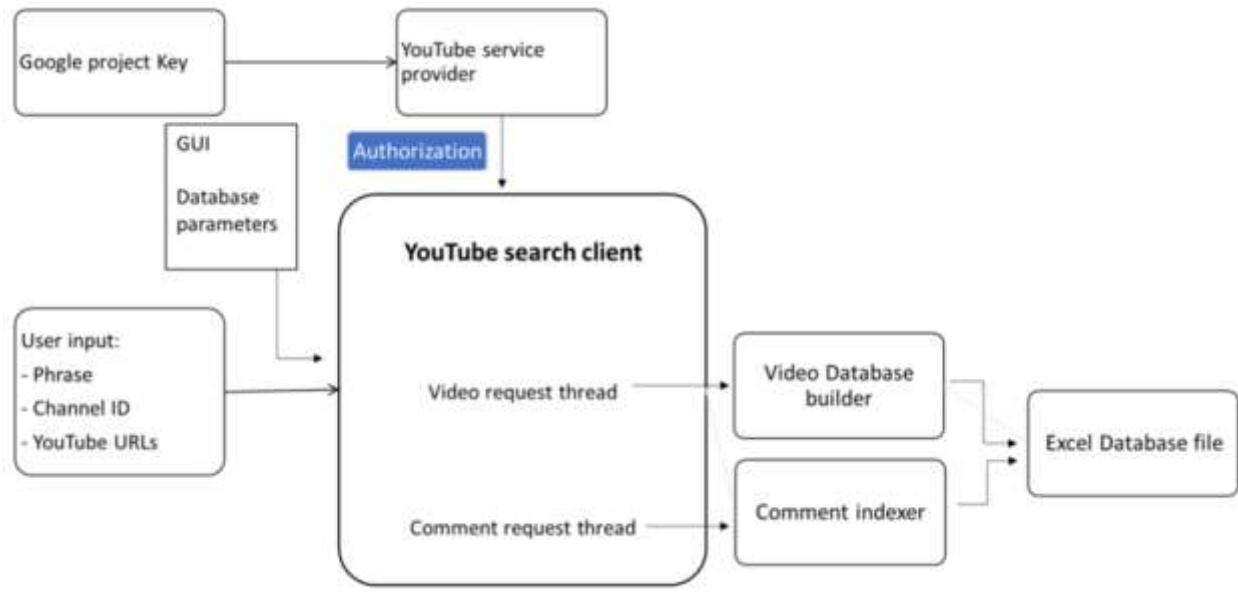 Google project Key
YouTube service
provider
GUI
Database
parameters
Authorization
YouTube search client
User input:
- Phrase
- Channel ID
- YouTube URLs
Video request thread
Video Database
builder
Excel Database file
Comment request thread
Comment indexer